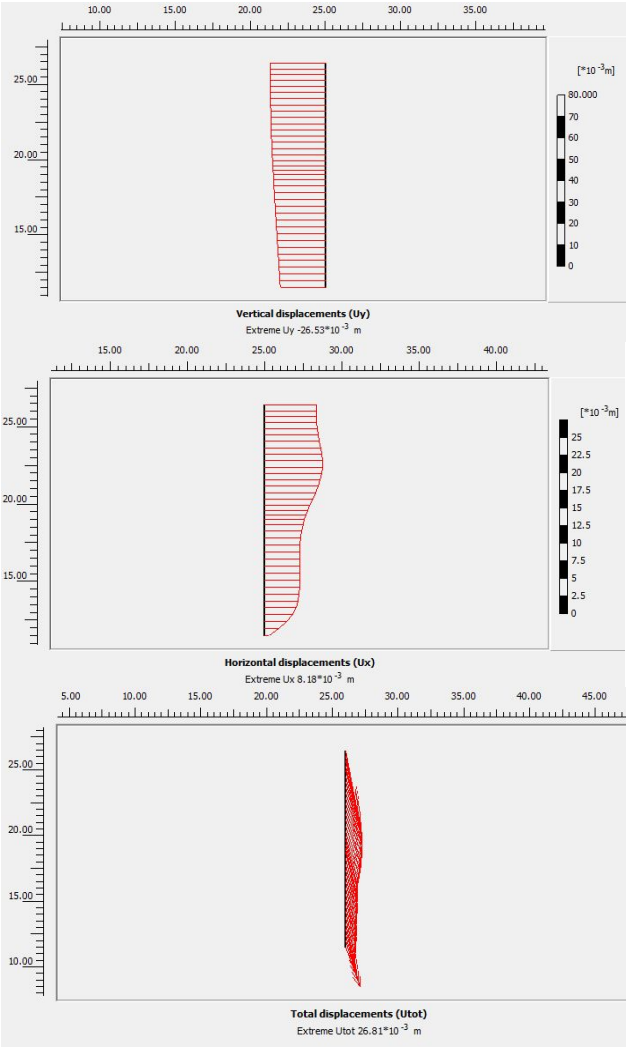 10.00 15.00 20.00 25.00 30.00 35.00
[*10 -3m]
25.00
20.00
15.00
80.000
70
60
50
40
30
20
10
0
Vertical displacements (Uy)
Extreme Uy -26.53*10 -3 m
15.00 20.00 25.00 30.00 35.00 40.00
[*10 -3m]
25.00
20.00
15.00
25
22.5
20
17.5
15
12.5
10
7.5
5
2.5
0
Horizontal displacements (Ux)
Extreme Ux 8.18*10 -3 m
5.00 10.00 15.00 20.00 25.00 30.00 35.00 40.00 45.00
25.00
20.00
15.00
10.00
Total displacements (Utot)
Extreme Utot 26.81*10 -3 m